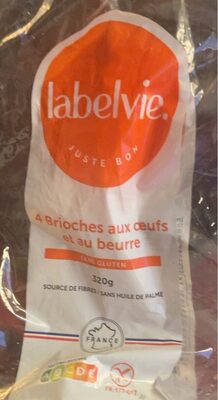 labelvie.
JUSTE BON
4 Brioches aux œufs
et au beurre
SANS GLUTEN
320g
SOURCE DE FIBRES / SANS HUILE DE PALME
FRANCE